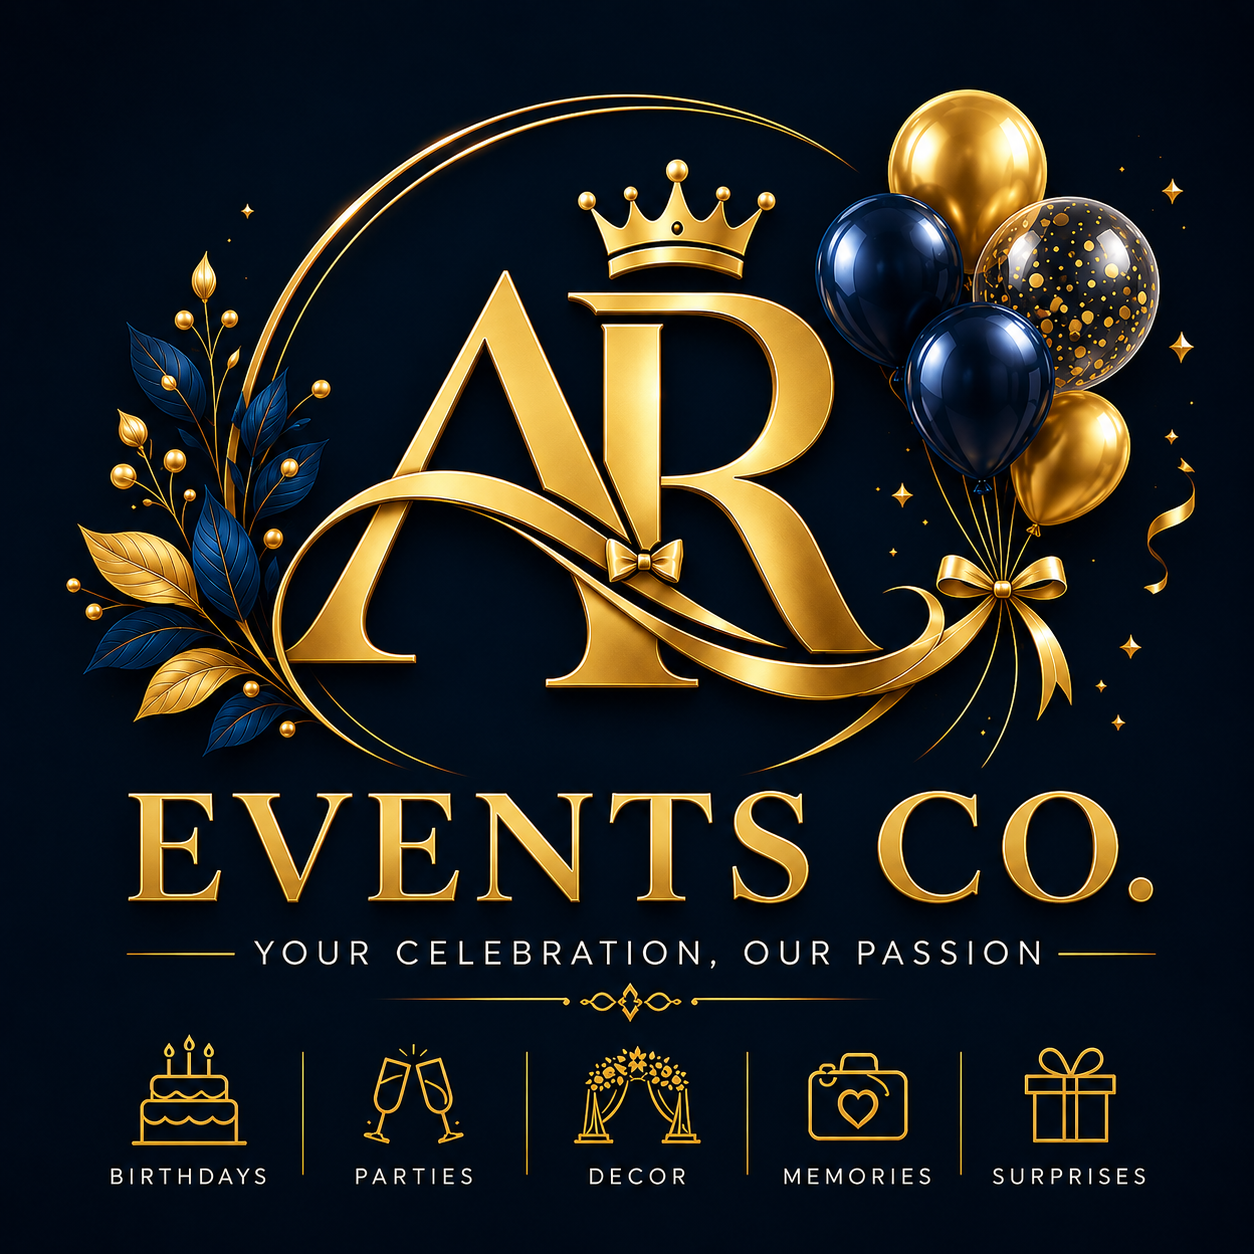 AR
EVENTS CO.
YOUR CELEBRATION, OUR PASSION
BIRTHDAYS
PARTIES
DECOR
MEMORIES
SURPRISES